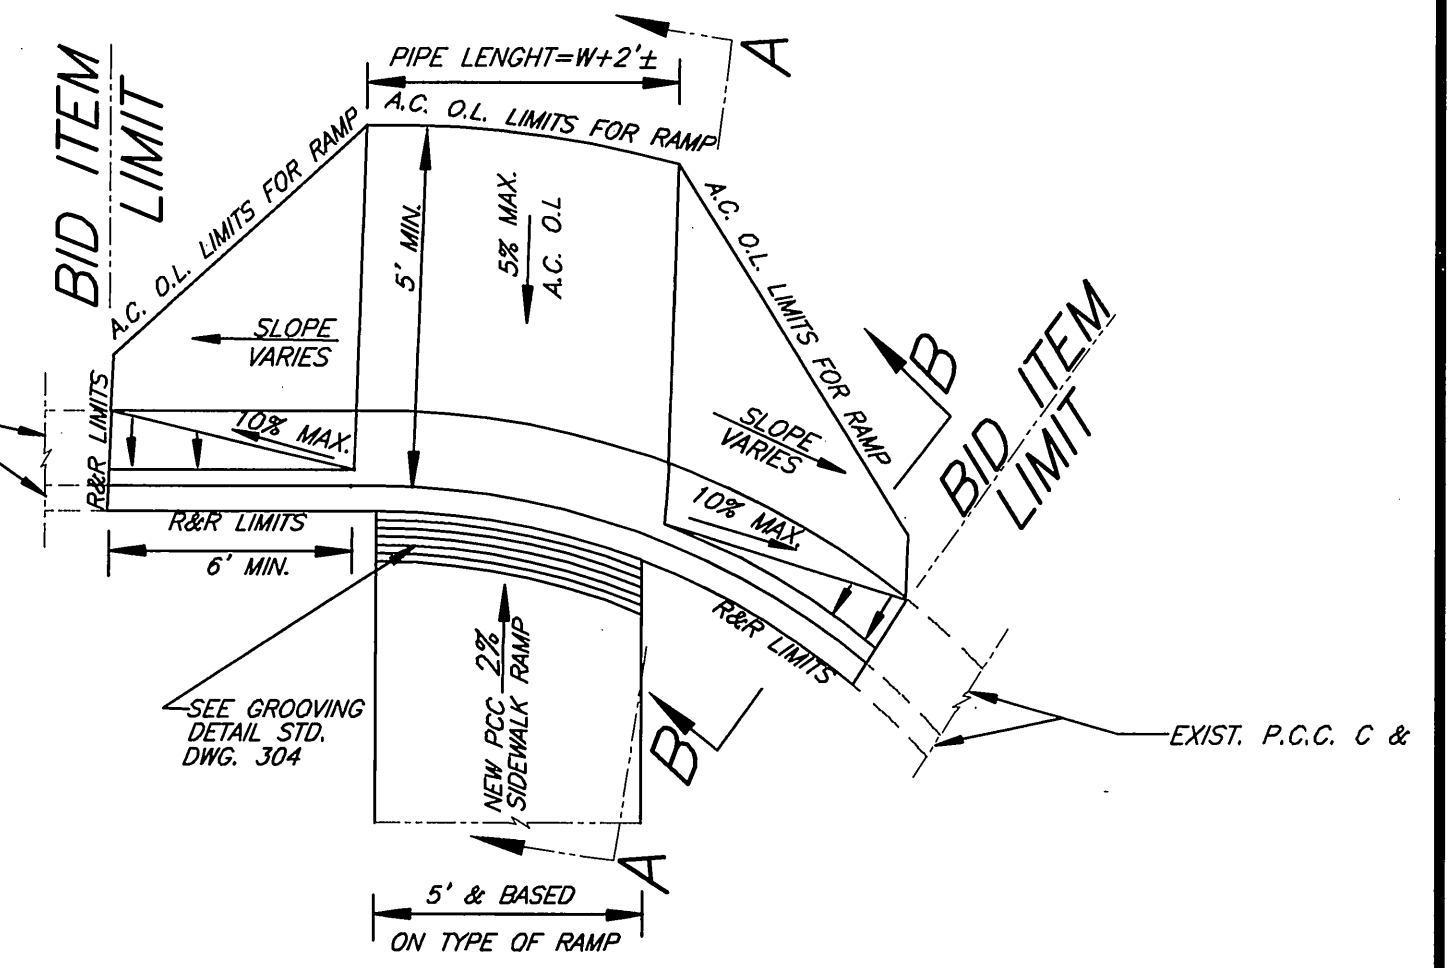 PIPE LENGHT=W+2'±
A
BID ITEM
LIMIT
A.C. O.L. LIMITS FOR RAMP
A.C. O.L. LIMITS FOR RAMP
A.C. O.L. LIMITS FOR RAMP
5' MIN.
5% MAX.
A.C. O.L
SLOPE
VARIES
B
BID ITEM
LIMIT
R&R LIMITS
10% MAX.
SLOPE
VARIES
10% MAX.
R&R LIMITS
6' MIN.
R&R LIMITS
SEE GROOVING
DETAIL STD.
DWG. 304
NEW PCC 2%
SIDEWALK RAMP
B
EXIST. P.C.C. C &
A
5' & BASED
ON TYPE OF RAMP